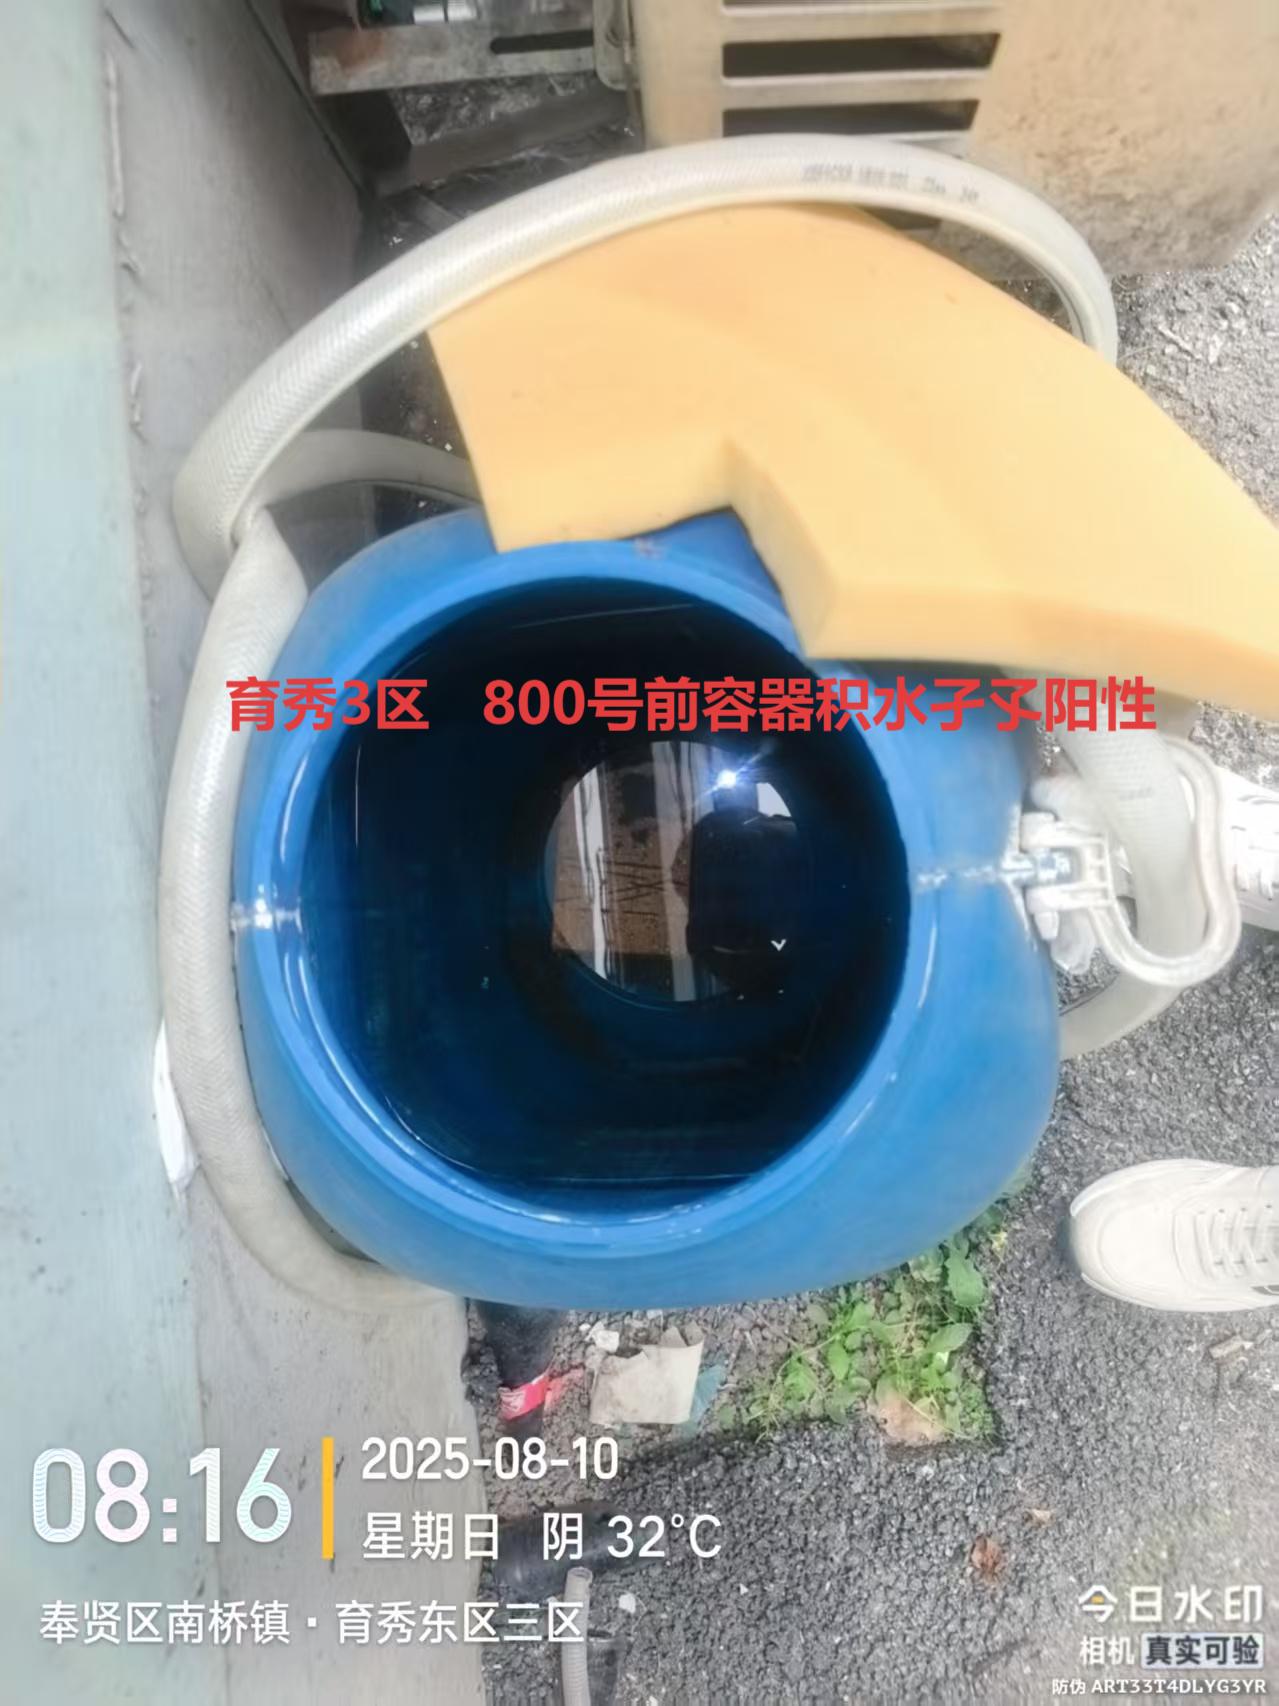 育秀3区 800号前容器积水孑孓阳性
08:16
2025-08-10
星期日 阴 32°C
奉贤区南桥镇·育秀东区三区
今日水印
相机 真实可验
防伪 ART33T4DLYG3YR